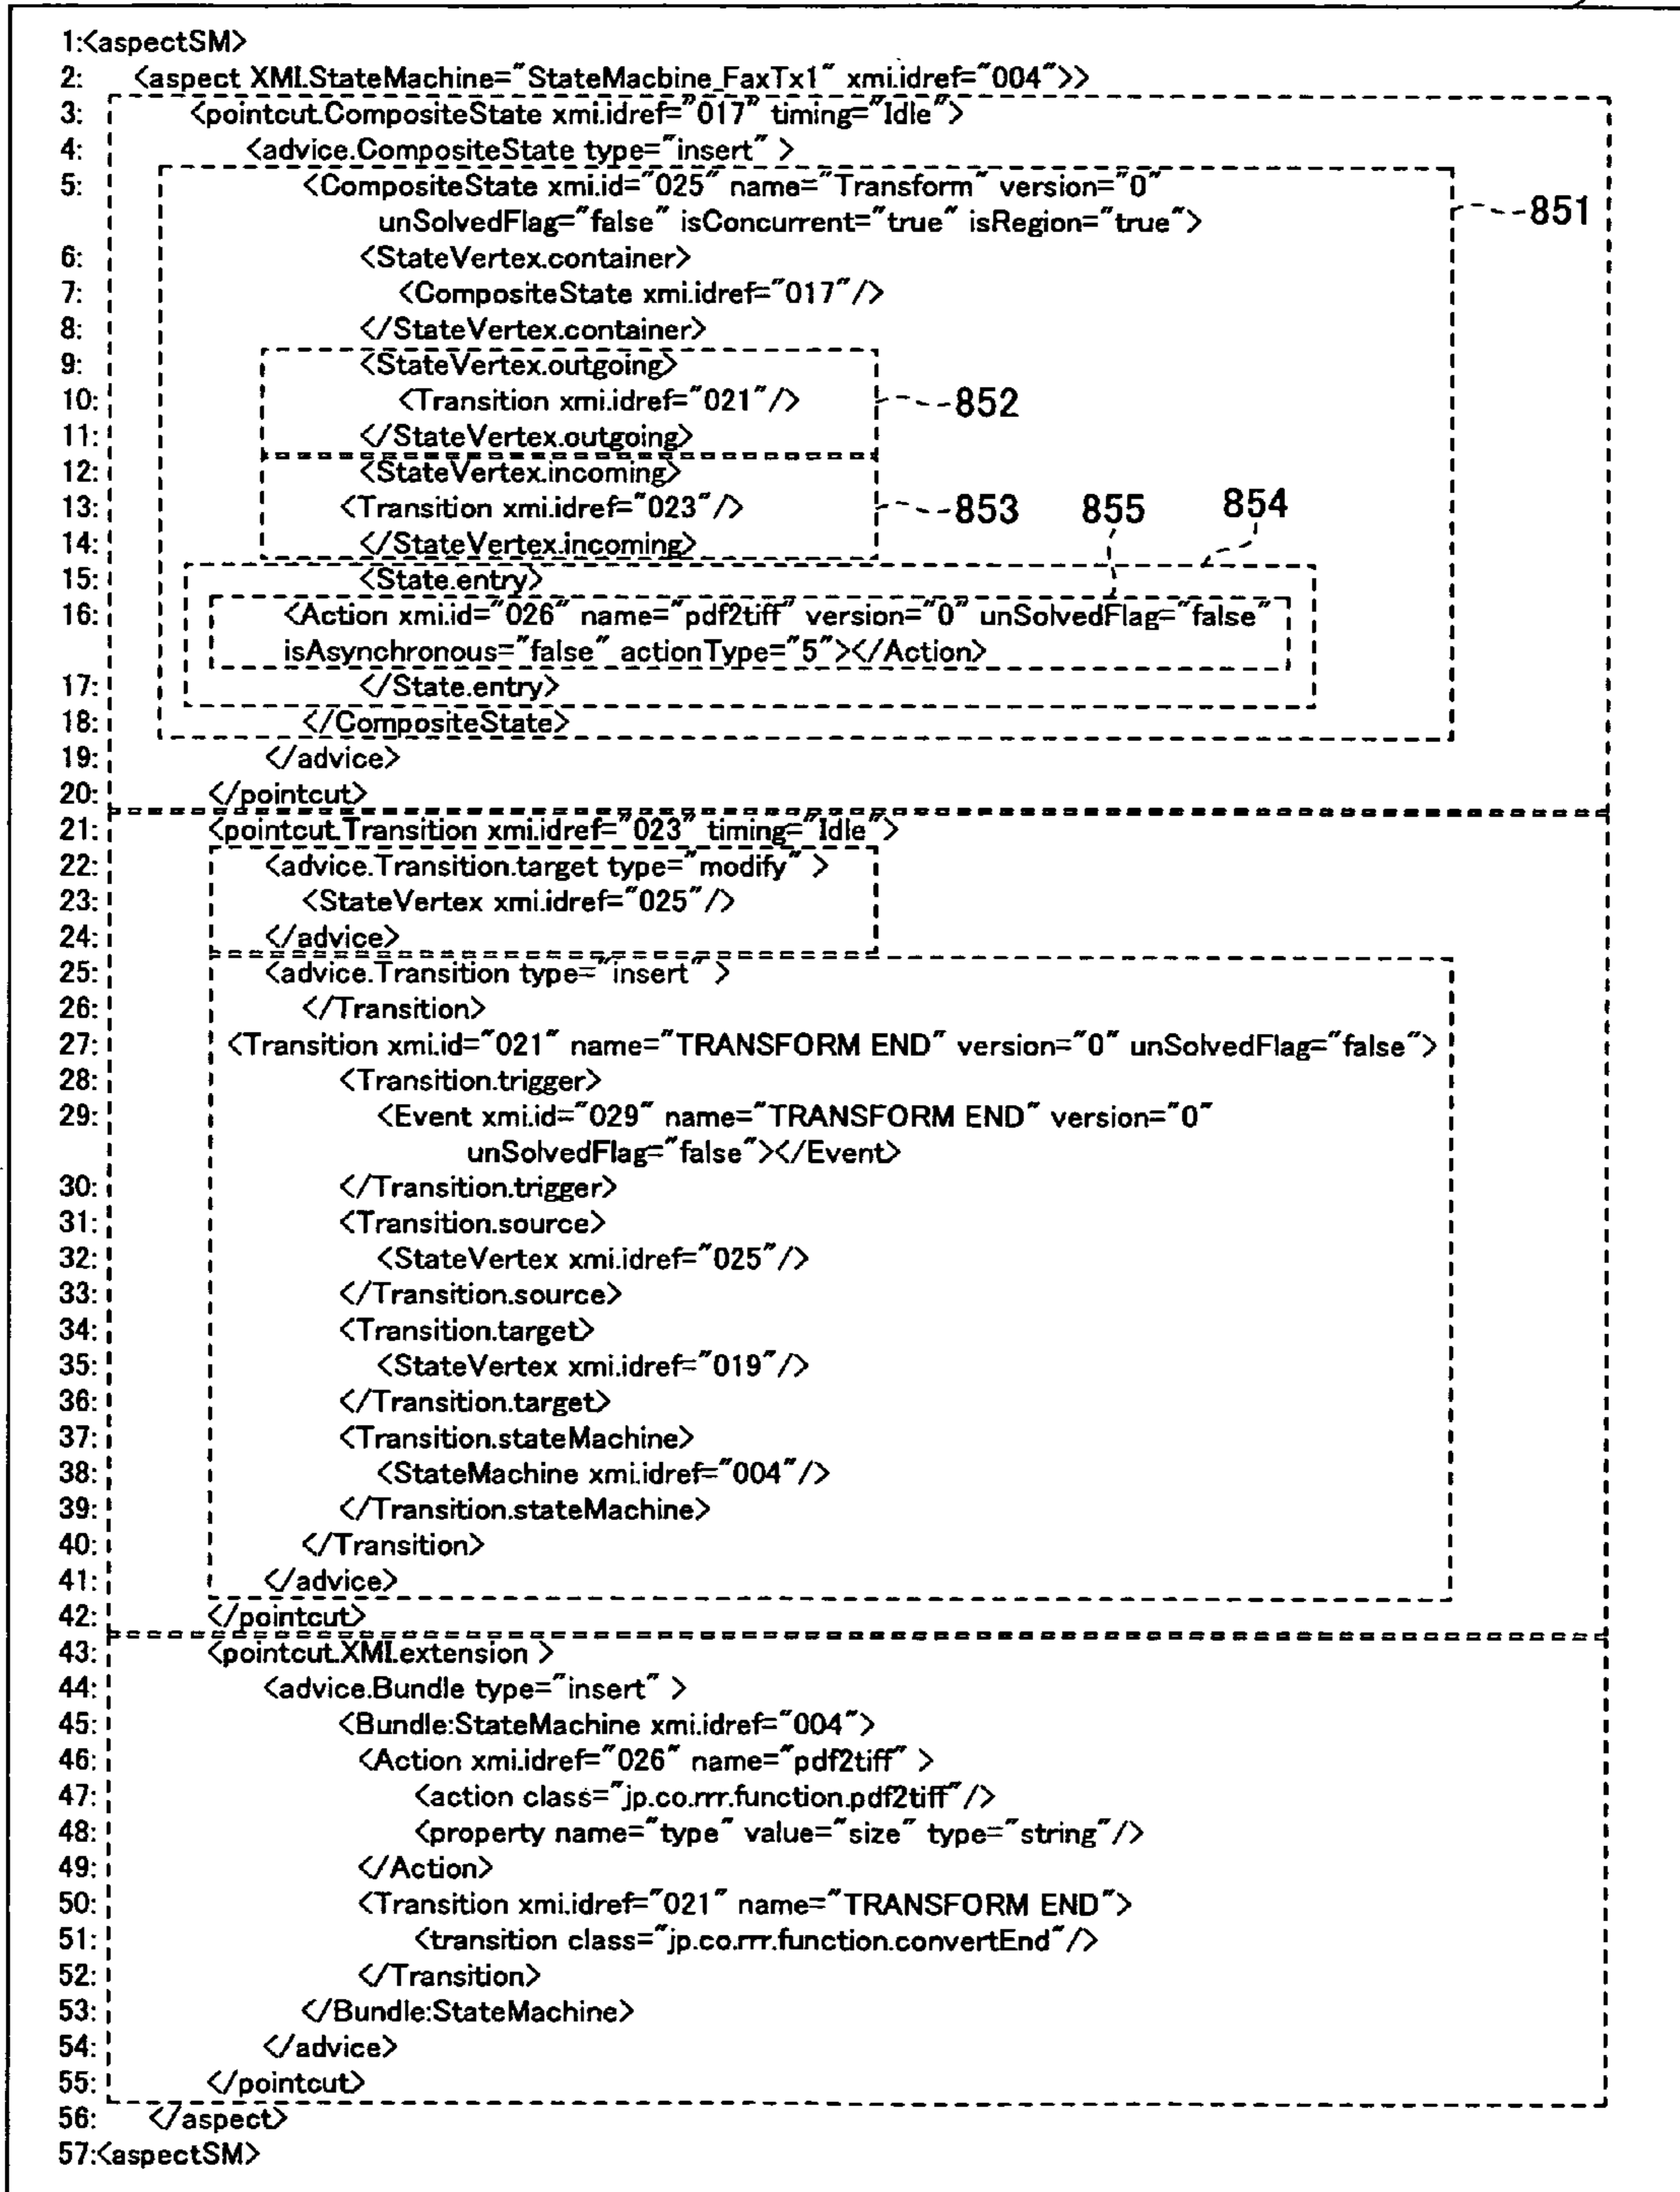 1:<aspectSM>
2: <aspect XMI.StateMachine="StateMacbine_FaxTx1" xmi.idref="004">>
3: <pointcut.CompositeState xmi.idref="017" timing="Idle">
4: <advice.CompositeState type="insert" >
5: <CompositeState xmi.id="025" name="Transform" version="0"
unSolvedFlag="false" isConcurrent="true" isRegion="true"> 851
6: <StateVertex.container>
7: <CompositeState xmi.idref="017"/>
8: </StateVertex.container>
9: <StateVertex.outgoing>
10: <Transition xmi.idref="021"/> 852
11: </StateVertex.outgoing>
12: <StateVertex.incoming>
13: <Transition xmi.idref="023"/> 853 855 854
14: </StateVertex.incoming>
15: <State.entry>
16: <Action xmi.id="026" name="pdf2tiff" version="0" unSolvedFlag="false"
isAsynchronous="false" actionType="5"></Action>
17: </State.entry>
18: </CompositeState>
19: </advice>
20: </pointcut>
21: <pointcut.Transition xmi.idref="023" timing="Idle">
22: <advice.Transition.target type="modify" >
23: <StateVertex xmi.idref="025"/>
24: </advice>
25: <advice.Transition type="insert" >
26: </Transition>
27: <Transition xmi.id="021" name="TRANSFORM END" version="0" unSolvedFlag="false">
28: <Transition.trigger>
29: <Event xmi.id="029" name="TRANSFORM END" version="0"
unSolvedFlag="false"></Event>
30: </Transition.trigger>
31: <Transition.source>
32: <StateVertex xmi.idref="025"/>
33: </Transition.source>
34: <Transition.target>
35: <StateVertex xmi.idref="019"/>
36: </Transition.target>
37: <Transition.stateMachine>
38: <StateMachine xmi.idref="004"/>
39: </Transition.stateMachine>
40: </Transition>
41: </advice>
42: </pointcut>
43: <pointcut.XMI.extension >
44: <advice.Bundle type="insert" >
45: <Bundle:StateMachine xmi.idref="004">
46: <Action xmi.idref="026" name="pdf2tiff" >
47: <action class="jp.co.rrr.function.pdf2tiff"/>
48: <property name="type" value="size" type="string"/>
49: </Action>
50: <Transition xmi.idref="021" name="TRANSFORM END">
51: <transition class="jp.co.rrr.function.convertEnd"/>
52: </Transition>
53: </Bundle:StateMachine>
54: </advice>
55: </pointcut>
56: </aspect>
57:<aspectSM>